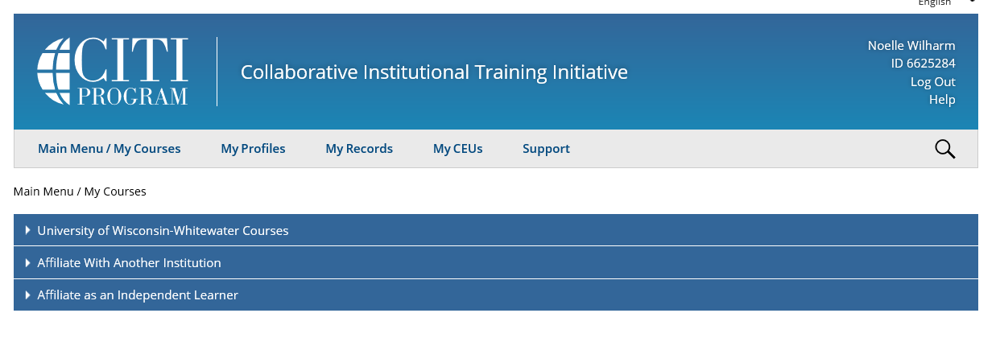 English
CITI
PROGRAM
Collaborative Institutional Training Initiative
Noelle Wilharm
ID 6625284
Log Out
Help
Main Menu / My Courses
My Profiles
My Records
My CEUs
Support
Main Menu / My Courses
University of Wisconsin-Whitewater Courses
Affiliate With Another Institution
Affiliate as an Independent Learner